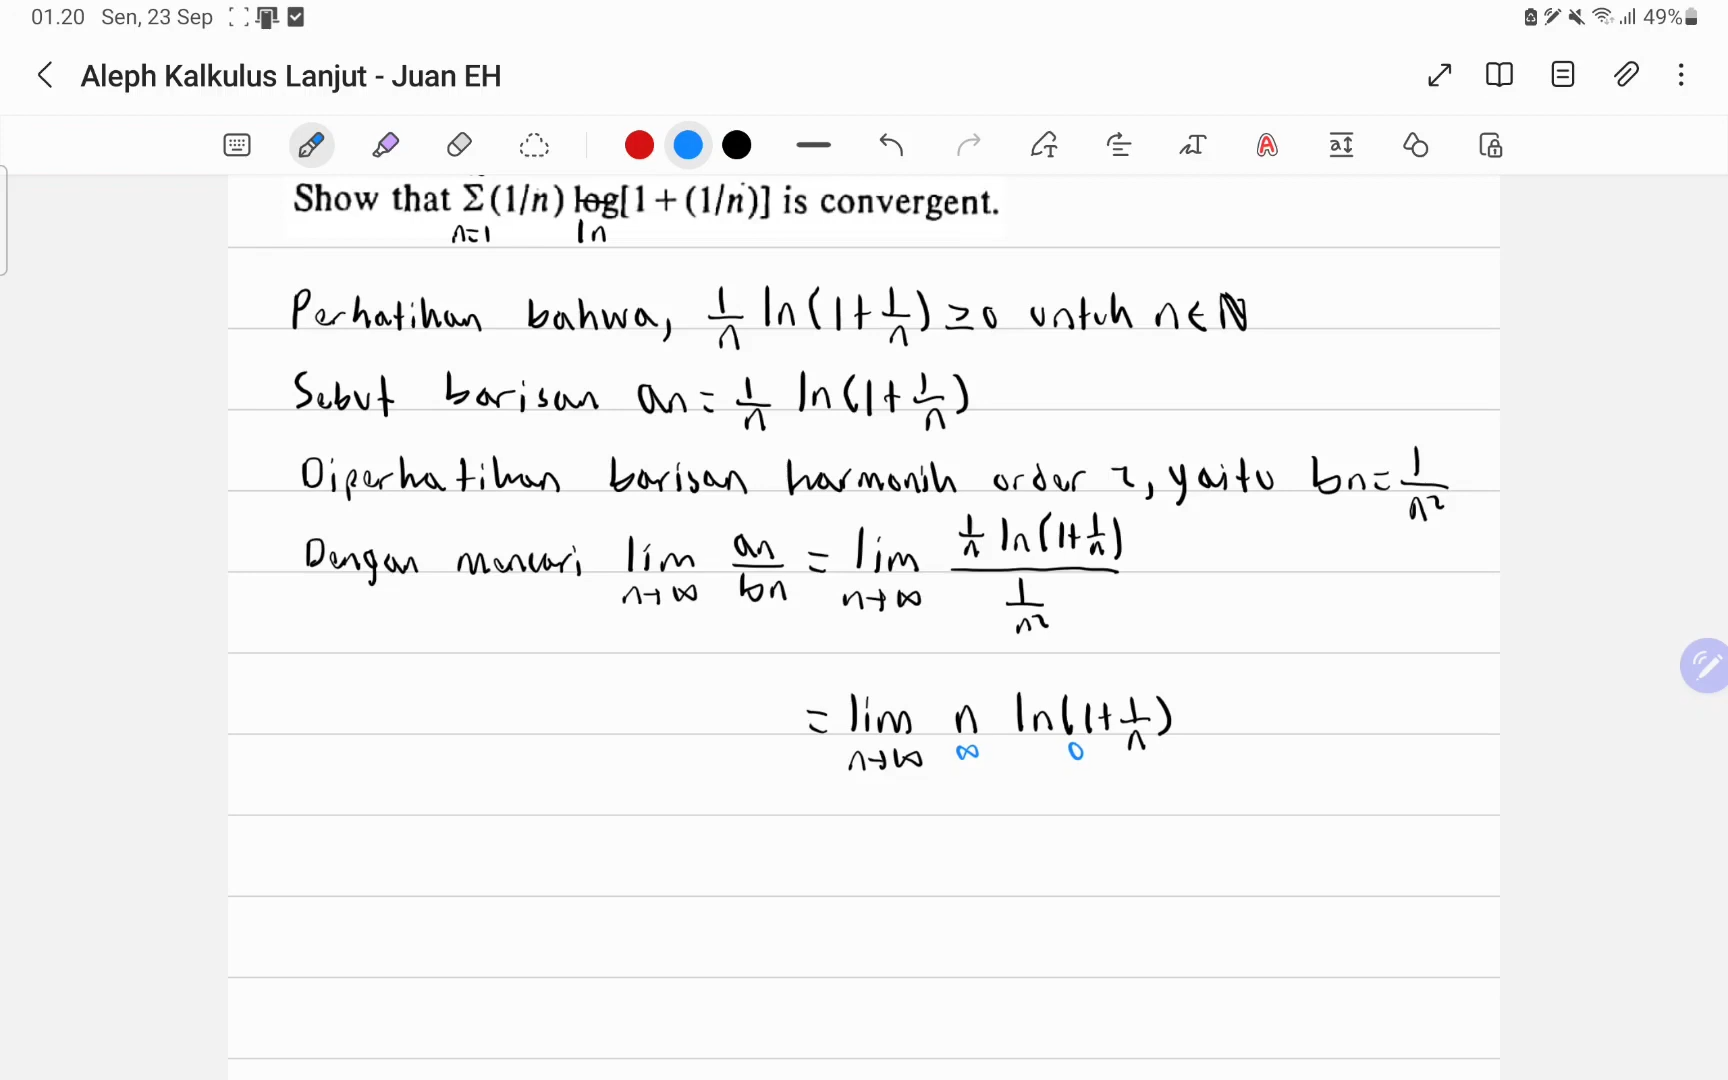 01.20 Sen, 23 Sep 49%
Aleph Kalkulus Lanjut - Juan EH
Show that Σ(1/n) log[1 + (1/n)] is convergent.
n=1 ln
Perhatikan bahwa, 1/n ln(1+1/n) ≥0 untuk n∈ℕ
Sebut barisan an = 1/n ln(1+1/n)
Diperhatikan barisan harmonik order 2, yaitu bn = 1/n²
Dengan mencari lim n→∞ an/bn = lim n→∞ (1/n ln(1+1/n))/(1/n²)
= lim n→∞ n ln(1+1/n)
∞ 0